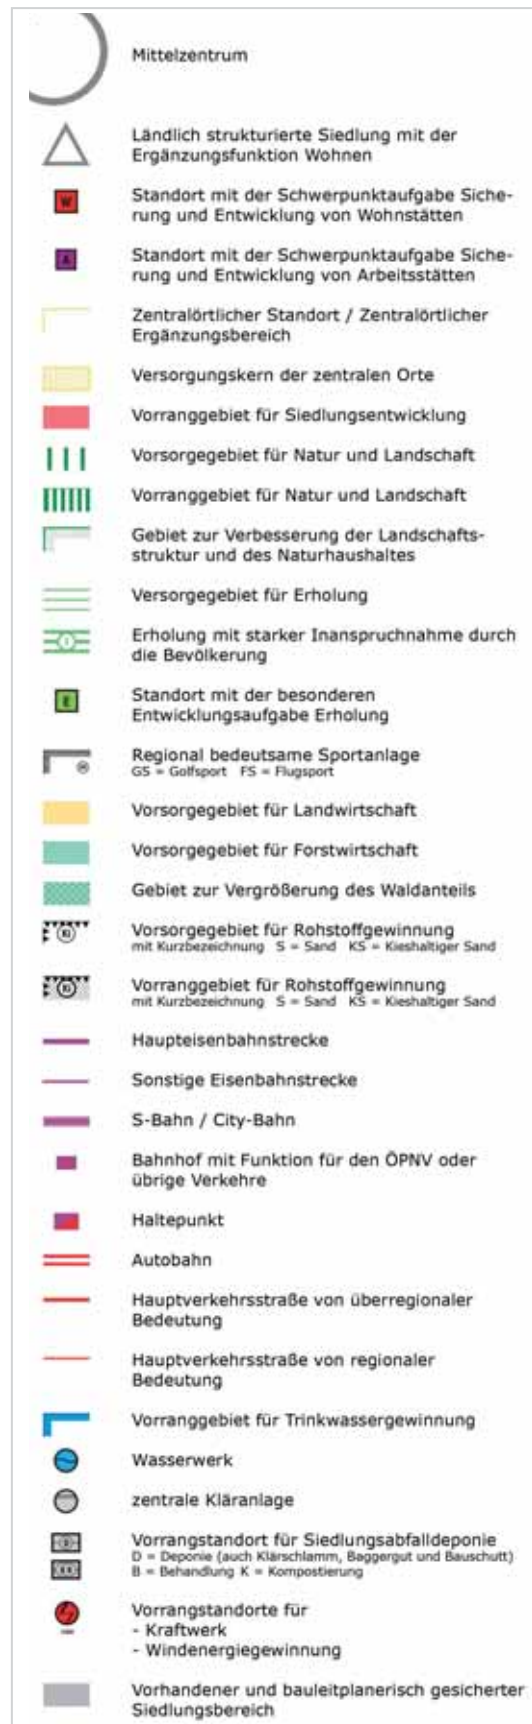 Mittelzentrum
Ländlich strukturierte Siedlung mit der
Ergänzungsfunktion Wohnen
W
Standort mit der Schwerpunktaufgabe Siche-
rung und Entwicklung von Wohnstätten
A
Standort mit der Schwerpunktaufgabe Siche-
rung und Entwicklung von Arbeitsstätten
Zentralörtlicher Standort / Zentralörtlicher
Ergänzungsbereich
Versorgungskern der zentralen Orte
Vorranggebiet für Siedlungsentwicklung
Vorsorgegebiet für Natur und Landschaft
Vorranggebiet für Natur und Landschaft
Gebiet zur Verbesserung der Landschafts-
struktur und des Naturhaushaltes
Versorgegebiet für Erholung
Erholung mit starker Inanspruchnahme durch
die Bevölkerung
E
Standort mit der besonderen
Entwicklungsaufgabe Erholung
Regional bedeutsame Sportanlage
GS = Golfsport FS = Flugsport
Vorsorgegebiet für Landwirtschaft
Vorsorgegebiet für Forstwirtschaft
Gebiet zur Vergrößerung des Waldanteils
Vorsorgegebiet für Rohstoffgewinnung
mit Kurzbezeichnung S = Sand KS = Kieshaltiger Sand
Vorranggebiet für Rohstoffgewinnung
mit Kurzbezeichnung S = Sand KS = Kieshaltiger Sand
Haupteisenbahnstrecke
Sonstige Eisenbahnstrecke
S-Bahn / City-Bahn
Bahnhof mit Funktion für den ÖPNV oder
übrige Verkehre
Haltepunkt
Autobahn
Hauptverkehrsstraße von überregionaler
Bedeutung
Hauptverkehrsstraße von regionaler
Bedeutung
Vorranggebiet für Trinkwassergewinnung
Wasserwerk
zentrale Kläranlage
Vorrangstandort für Siedlungsabfalldeponie
D = Deponie (auch Klärschlamm, Baggergut und Bauschutt)
B = Behandlung K = Kompostierung
Vorrangstandorte für
- Kraftwerk
- Windenergiegewinnung
Vorhandener und bauleitplanerisch gesicherter
Siedlungsbereich